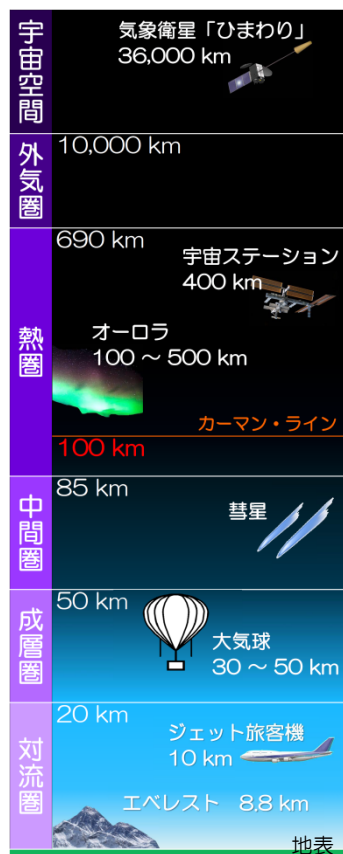 宇宙空間
気象衛星「ひまわり」
36,000 km
外気圏
10,000 km
熱圏
690 km
宇宙ステーション
400 km
オーロラ
100 ～ 500 km
カーマン・ライン
100 km
中間圏
85 km
彗星
成層圏
50 km
大気球
30 ～ 50 km
対流圏
20 km
ジェット旅客機
10 km
エベレスト 8,8 km
地表